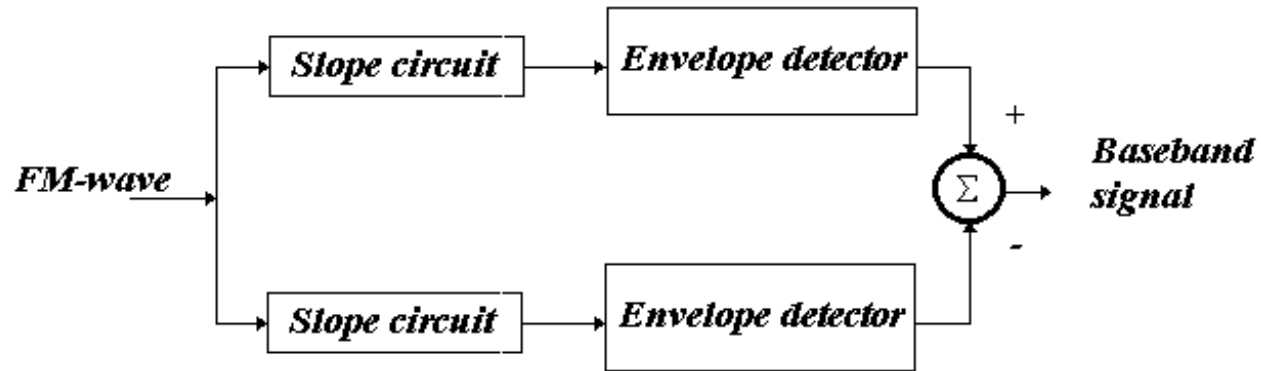 Slope circuit
Envelope detector
+
FM-wave
Σ
Baseband
signal
-
Slope circuit
Envelope detector